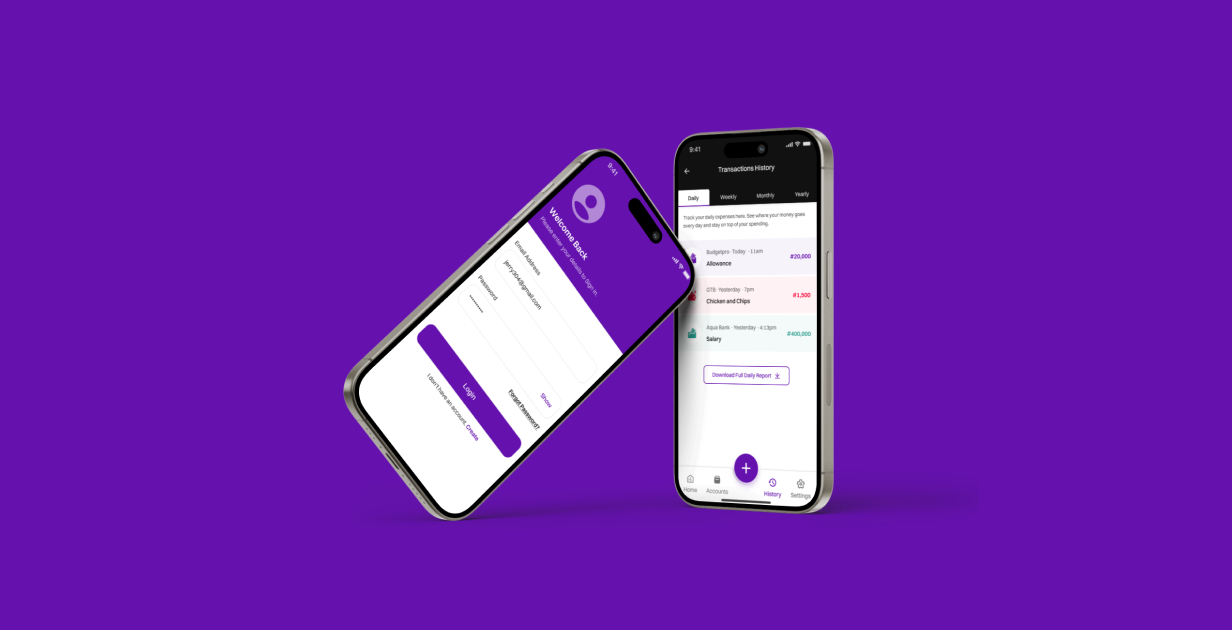 9:41
Welcome Back
Please enter your details to sign in.
Email Address
jerry304@gmail.com
Password
Show
Forgot Password?
Login
I don't have an account. Create
9:41
Transactions History
Daily Weekly Monthly Yearly
Track your daily expenses here. See where your money goes
every day and stay on top of your spending.
Budgetpro · Today · 11am
Allowance
₦20,000
GTB · Yesterday · 7pm
Chicken and Chips
₦1,500
Aqua Bank · Yesterday · 4:13pm
Salary
₦400,000
Download Full Daily Report
Home Accounts History Settings